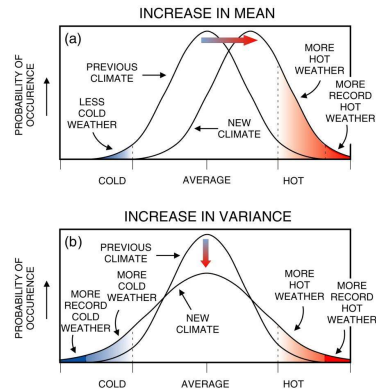 INCREASE IN MEAN
(a)
PROBABILITY OF
OCCURENCE
PREVIOUS
CLIMATE
LESS
COLD
WEATHER
NEW
CLIMATE
MORE
HOT
WEATHER
MORE
RECORD
HOT
WEATHER
COLD
AVERAGE
HOT
INCREASE IN VARIANCE
(b)
PROBABILITY OF
OCCURENCE
PREVIOUS
CLIMATE
MORE
COLD
WEATHER
MORE
RECORD
COLD
WEATHER
NEW
CLIMATE
MORE
HOT
WEATHER
MORE
RECORD
HOT
WEATHER
COLD
AVERAGE
HOT